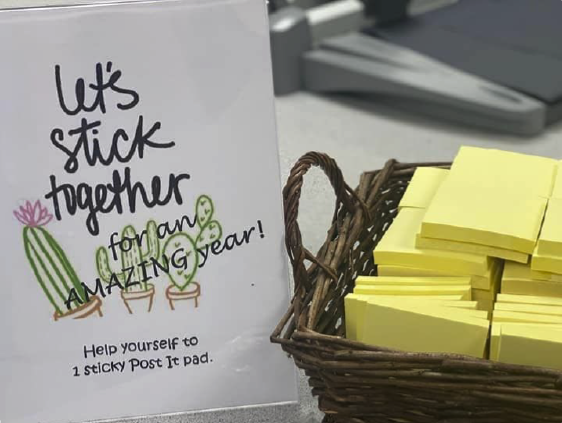 let's
stick
together
for an
AMAZING year!
Help yourself to
1 sticky Post It pad.